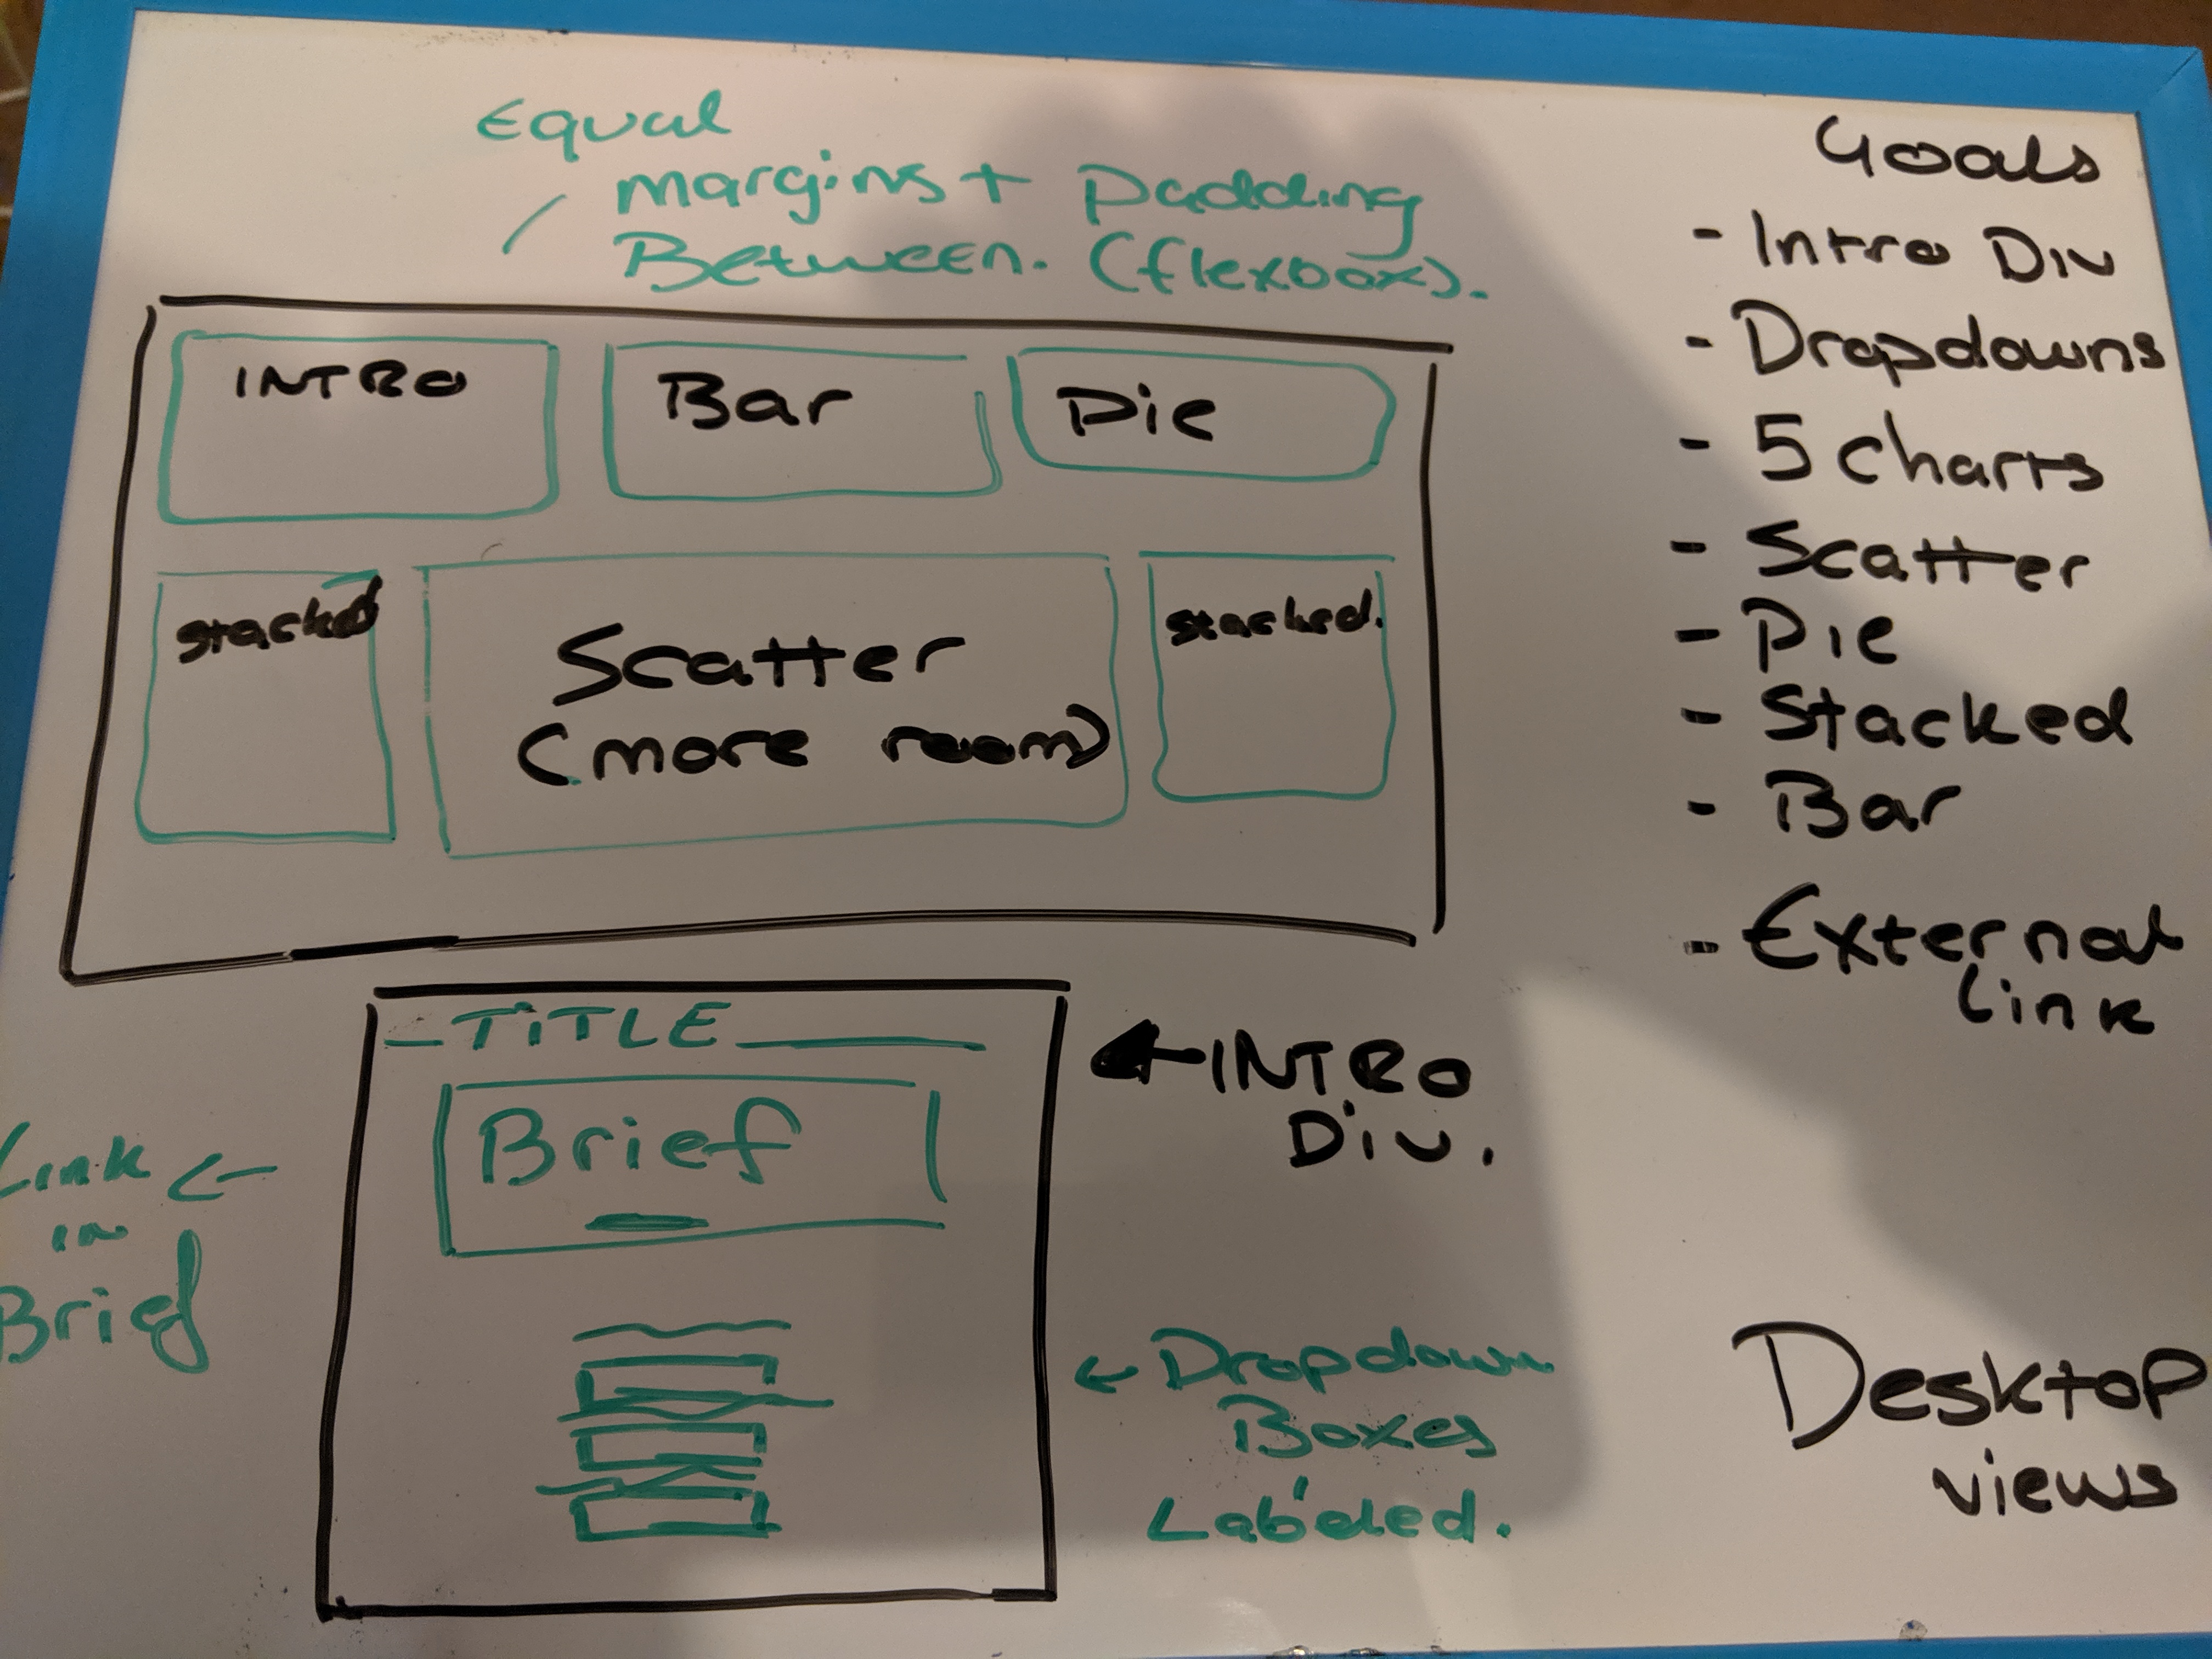 Equal
margins + Padding
Between. (flexbox).
INTRO
Bar
Pie
stacked
Scatter
(more room)
stacked.
TITLE
Brief
Link ←
in
Brief
← INTRO
Div.
← Dropdown
Boxes
Labeled.
Goals
- Intro Div
- Dropdowns
- 5 charts
- Scatter
- Pie
- Stacked
- Bar
- External
link
Desktop
views